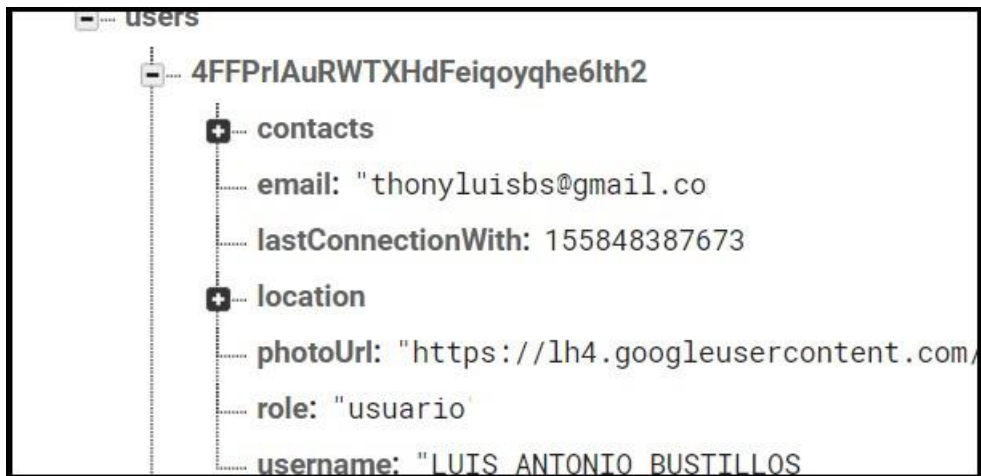 users
4FFPrIAuRWTXHdFeiqoyqhe6lth2
contacts
email: "thonyluisbs@gmail.co
lastConnectionWith: 155848387673
location
photoUrl: "https://lh4.googleusercontent.com/
role: "usuario"
username: "LUIS ANTONIO BUSTILLOS